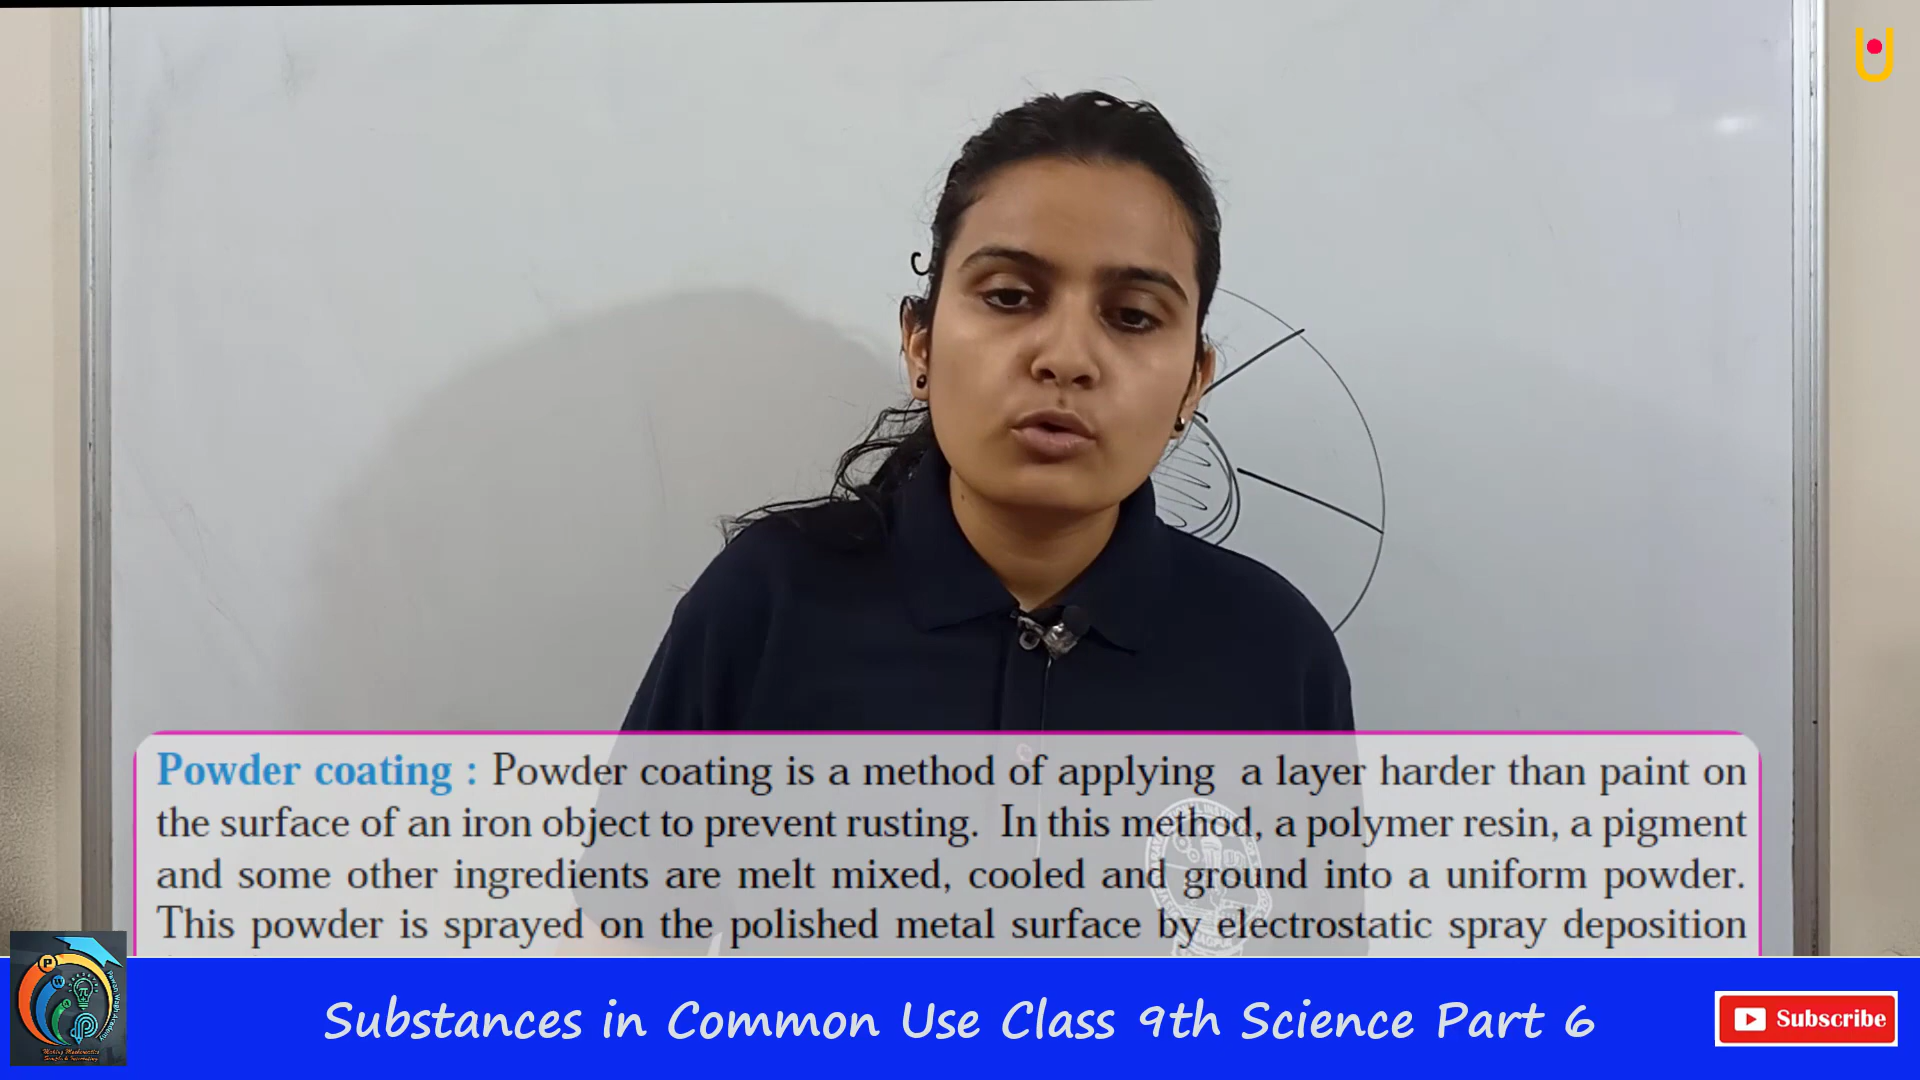 Powder coating : Powder coating is a method of applying a layer harder than paint on
the surface of an iron object to prevent rusting. In this method, a polymer resin, a pigment
and some other ingredients are melt mixed, cooled and ground into a uniform powder.
This powder is sprayed on the polished metal surface by electrostatic spray deposition
Making Mathematics
Substances in Common Use Class 9th Science Part 6
Subscribe